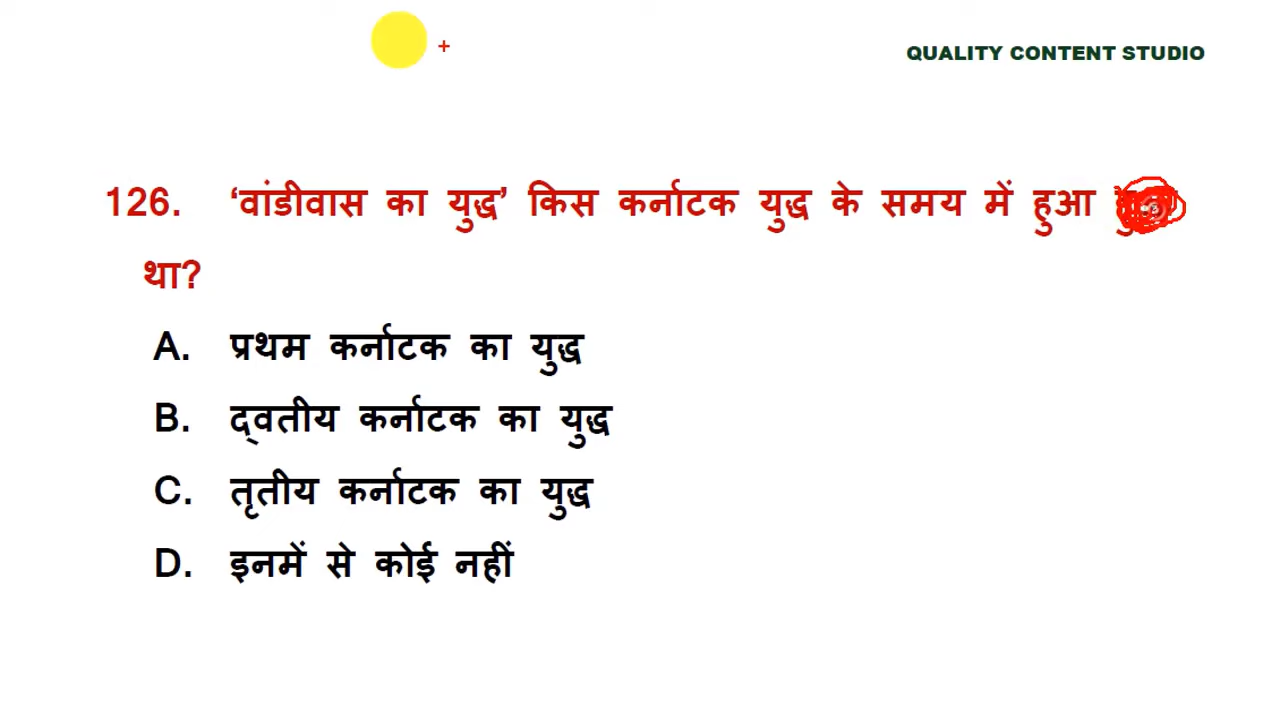 QUALITY CONTENT STUDIO
126. ‘वांडीवास का युद्ध’ किस कर्नाटक युद्ध के समय में हुआ
था?
A. प्रथम कर्नाटक का युद्ध
B. द्वतीय कर्नाटक का युद्ध
C. तृतीय कर्नाटक का युद्ध
D. इनमें से कोई नहीं